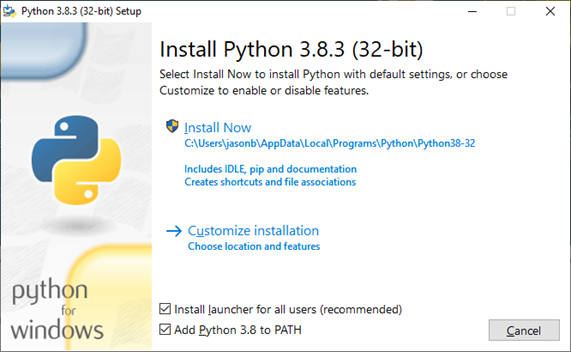 Python 3.8.3 (32-bit) Setup
Install Python 3.8.3 (32-bit)
Select Install Now to install Python with default settings, or choose
Customize to enable or disable features.
Install Now
C:\Users\jasonb\AppData\Local\Programs\Python\Python38-32
Includes IDLE, pip and documentation
Creates shortcuts and file associations
Customize installation
Choose location and features
python
for
windows
Install launcher for all users (recommended)
Add Python 3.8 to PATH
Cancel